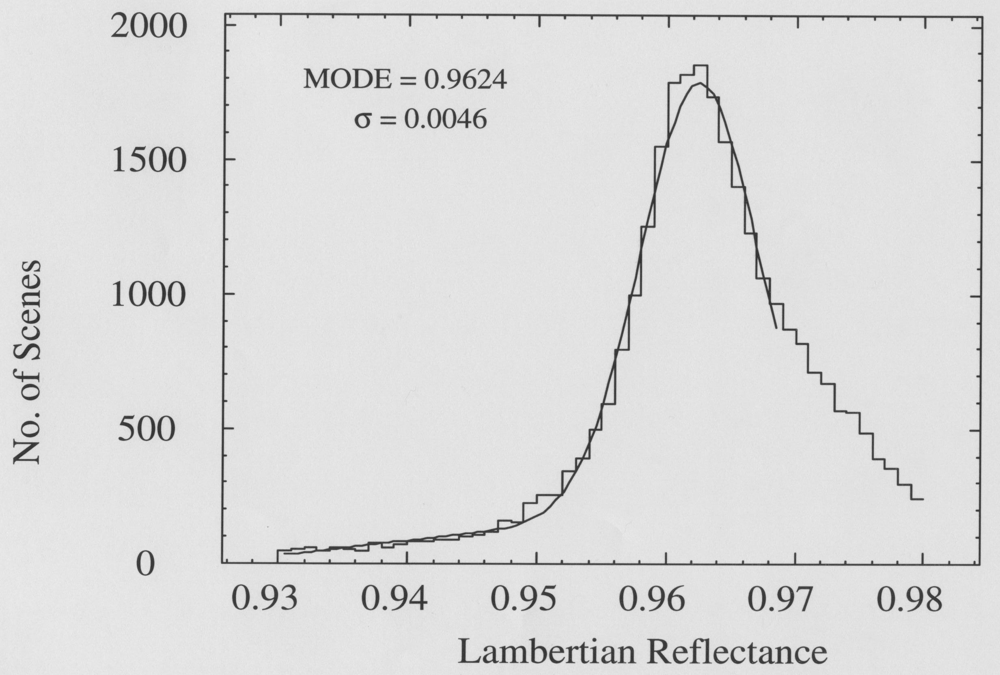 2000
1500
1000
500
0
No. of Scenes
MODE = 0.9624
σ = 0.0046
0.93 0.94 0.95 0.96 0.97 0.98
Lambertian Reflectance